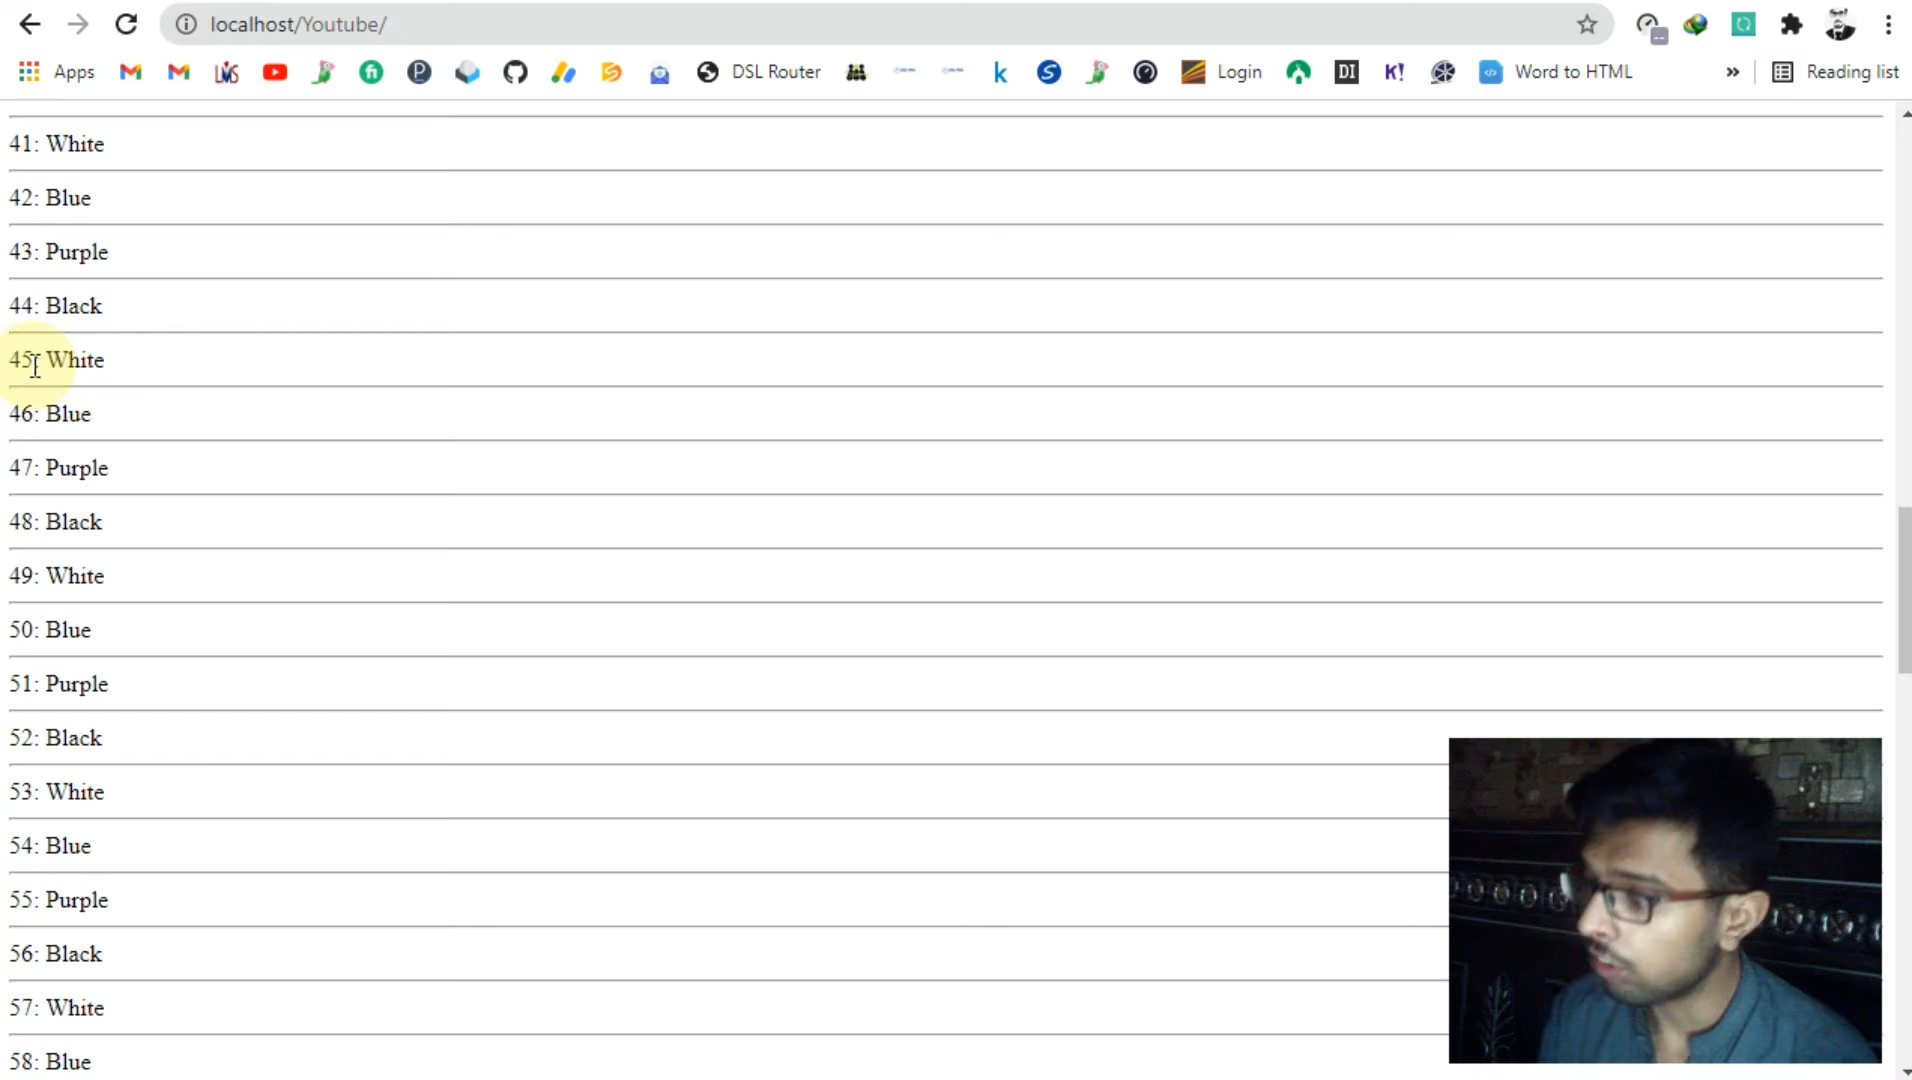 localhost/Youtube/
Apps DSL Router Login Word to HTML » Reading list
41: White
42: Blue
43: Purple
44: Black
45: White
46: Blue
47: Purple
48: Black
49: White
50: Blue
51: Purple
52: Black
53: White
54: Blue
55: Purple
56: Black
57: White
58: Blue